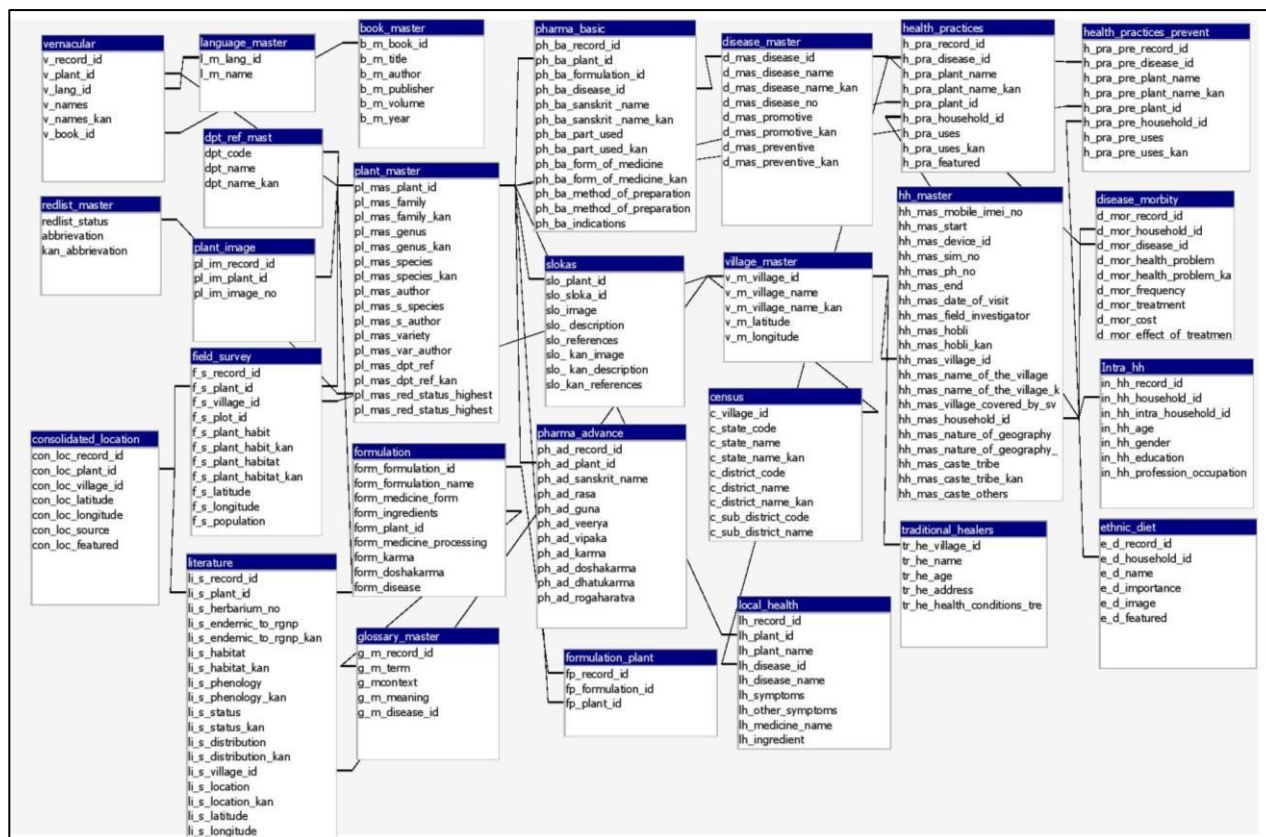 vernacular
v_record_id
v_plant_id
v_lang_id
v_names
v_names_kan
v_book_id
language_master
l_m_lang_id
l_m_name
book_master
b_m_book_id
b_m_title
b_m_author
b_m_publisher
b_m_volume
b_m_year
dpt_ref_mast
dpt_code
dpt_name
dpt_name_kan
redlist_master
redlist_status
abbrievation
kan_abbrievation
plant_image
pl_im_record_id
pl_im_plant_id
pl_im_image_no
plant_master
pl_mas_plant_id
pl_mas_family
pl_mas_family_kan
pl_mas_genus
pl_mas_genus_kan
pl_mas_species
pl_mas_species_kan
pl_mas_author
pl_mas_s_species
pl_mas_s_author
pl_mas_variety
pl_mas_var_author
pl_mas_dpt_ref
pl_mas_dpt_ref_kan
pl_mas_red_status_highest
pl_mas_red_status_highest
field_survey
f_s_record_id
f_s_plant_id
f_s_village_id
f_s_plot_id
f_s_plant_habit
f_s_plant_habit_kan
f_s_plant_habitat
f_s_plant_habitat_kan
f_s_latitude
f_s_longitude
f_s_population
consolidated_location
con_loc_record_id
con_loc_plant_id
con_loc_village_id
con_loc_latitude
con_loc_longitude
con_loc_source
con_loc_featured
literature
li_s_record_id
li_s_plant_id
li_s_herbarium_no
li_s_endemic_to_rgnp
li_s_endemic_to_rgnp_kan
li_s_habitat
li_s_habitat_kan
li_s_phenology
li_s_phenology_kan
li_s_status
li_s_status_kan
li_s_distribution
li_s_distribution_kan
li_s_village_id
li_s_location
li_s_location_kan
li_s_latitude
li_s_longitude
formulation
form_formulation_id
form_formulation_name
form_medicine_form
form_ingredients
form_plant_id
form_medicine_processing
form_karma
form_doshakarma
form_disease
glossary_master
g_m_record_id
g_m_term
g_mcontext
g_m_meaning
g_m_disease_id
pharma_basic
ph_ba_record_id
ph_ba_plant_id
ph_ba_formulation_id
ph_ba_disease_id
ph_ba_sanskrit _name
ph_ba_sanskrit _name_kan
ph_ba_part_used
ph_ba_part_used_kan
ph_ba_form_of_medicine
ph_ba_form_of_medicine_kan
ph_ba_method_of_preparation
ph_ba_method_of_preparation
ph_ba_indications
slokas
slo_plant_id
slo_sloka_id
slo_image
slo_ description
slo_references
slo_ kan_image
slo_ kan_description
slo_kan_references
pharma_advance
ph_ad_record_id
ph_ad_plant_id
ph_ad_sanskrit_name
ph_ad_rasa
ph_ad_guna
ph_ad_veerya
ph_ad_vipaka
ph_ad_karma
ph_ad_doshakarma
ph_ad_dhatukarma
ph_ad_rogaharatva
formulation_plant
fp_record_id
fp_formulation_id
fp_plant_id
disease_master
d_mas_disease_id
d_mas_disease_name
d_mas_disease_name_kan
d_mas_disease_no
d_mas_promotive
d_mas_promotive_kan
d_mas_preventive
d_mas_preventive_kan
village_master
v_m_village_id
v_m_village_name
v_m_village_name_kan
v_m_latitude
v_m_longitude
census
c_village_id
c_state_code
c_state_name
c_state_name_kan
c_district_code
c_district_name
c_district_name_kan
c_sub_district_code
c_sub_district_name
local_health
lh_record_id
lh_plant_id
lh_plant_name
lh_disease_id
lh_disease_name
lh_symptoms
lh_other_symptoms
lh_medicine_name
lh_ingredient
health_practices
h_pra_record_id
h_pra_disease_id
h_pra_plant_name
h_pra_plant_name_kan
h_pra_plant_id
h_pra_household_id
h_pra_uses
h_pra_uses_kan
h_pra_featured
hh_master
hh_mas_mobile_imei_no
hh_mas_start
hh_mas_device_id
hh_mas_sim_no
hh_mas_ph_no
hh_mas_end
hh_mas_date_of_visit
hh_mas_field_investigator
hh_mas_hobli
hh_mas_hobli_kan
hh_mas_village_id
hh_mas_name_of_the_village
hh_mas_name_of_the_village_k
hh_mas_village_covered_by_sv
hh_mas_household_id
hh_mas_nature_of_geography
hh_mas_nature_of_geography_
hh_mas_caste_tribe
hh_mas_caste_tribe_kan
hh_mas_caste_others
traditional_healers
tr_he_village_id
tr_he_name
tr_he_age
tr_he_address
tr_he_health_conditions_tre
health_practices_prevent
h_pra_pre_record_id
h_pra_pre_disease_id
h_pra_pre_plant_name
h_pra_pre_plant_name_kan
h_pra_pre_plant_id
h_pra_pre_household_id
h_pra_pre_uses
h_pra_pre_uses_kan
disease_morbity
d_mor_record_id
d_mor_household_id
d_mor_disease_id
d_mor_health_problem
d_mor_health_problem_ka
d_mor_frequency
d_mor_treatment
d_mor_cost
d_mor_effect_of_treatmen
Intra_hh
in_hh_record_id
in_hh_household_id
in_hh_intra_household_id
in_hh_age
in_hh_gender
in_hh_education
in_hh_profession_occupation
ethnic_diet
e_d_record_id
e_d_household_id
e_d_name
e_d_importance
e_d_image
e_d_featured